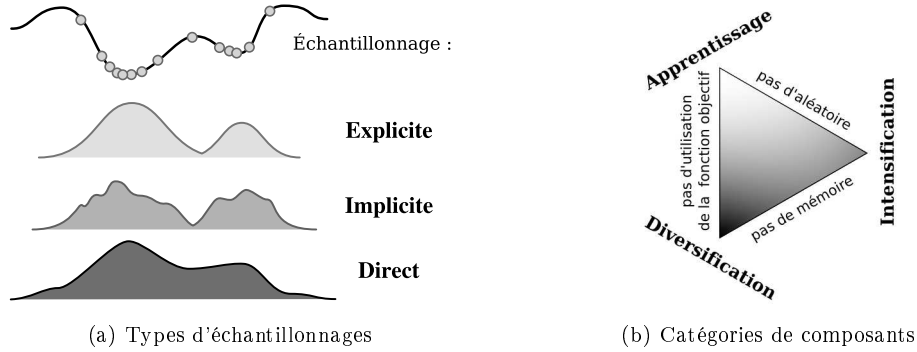 Échantillonnage :
Explicite
Implicite
Direct
(a) Types d'échantillonnages
Apprentissage
pas d'aléatoire
pas d'utilisation
de la fonction objectif
Intensification
pas de mémoire
Diversification
(b) Catégories de composants